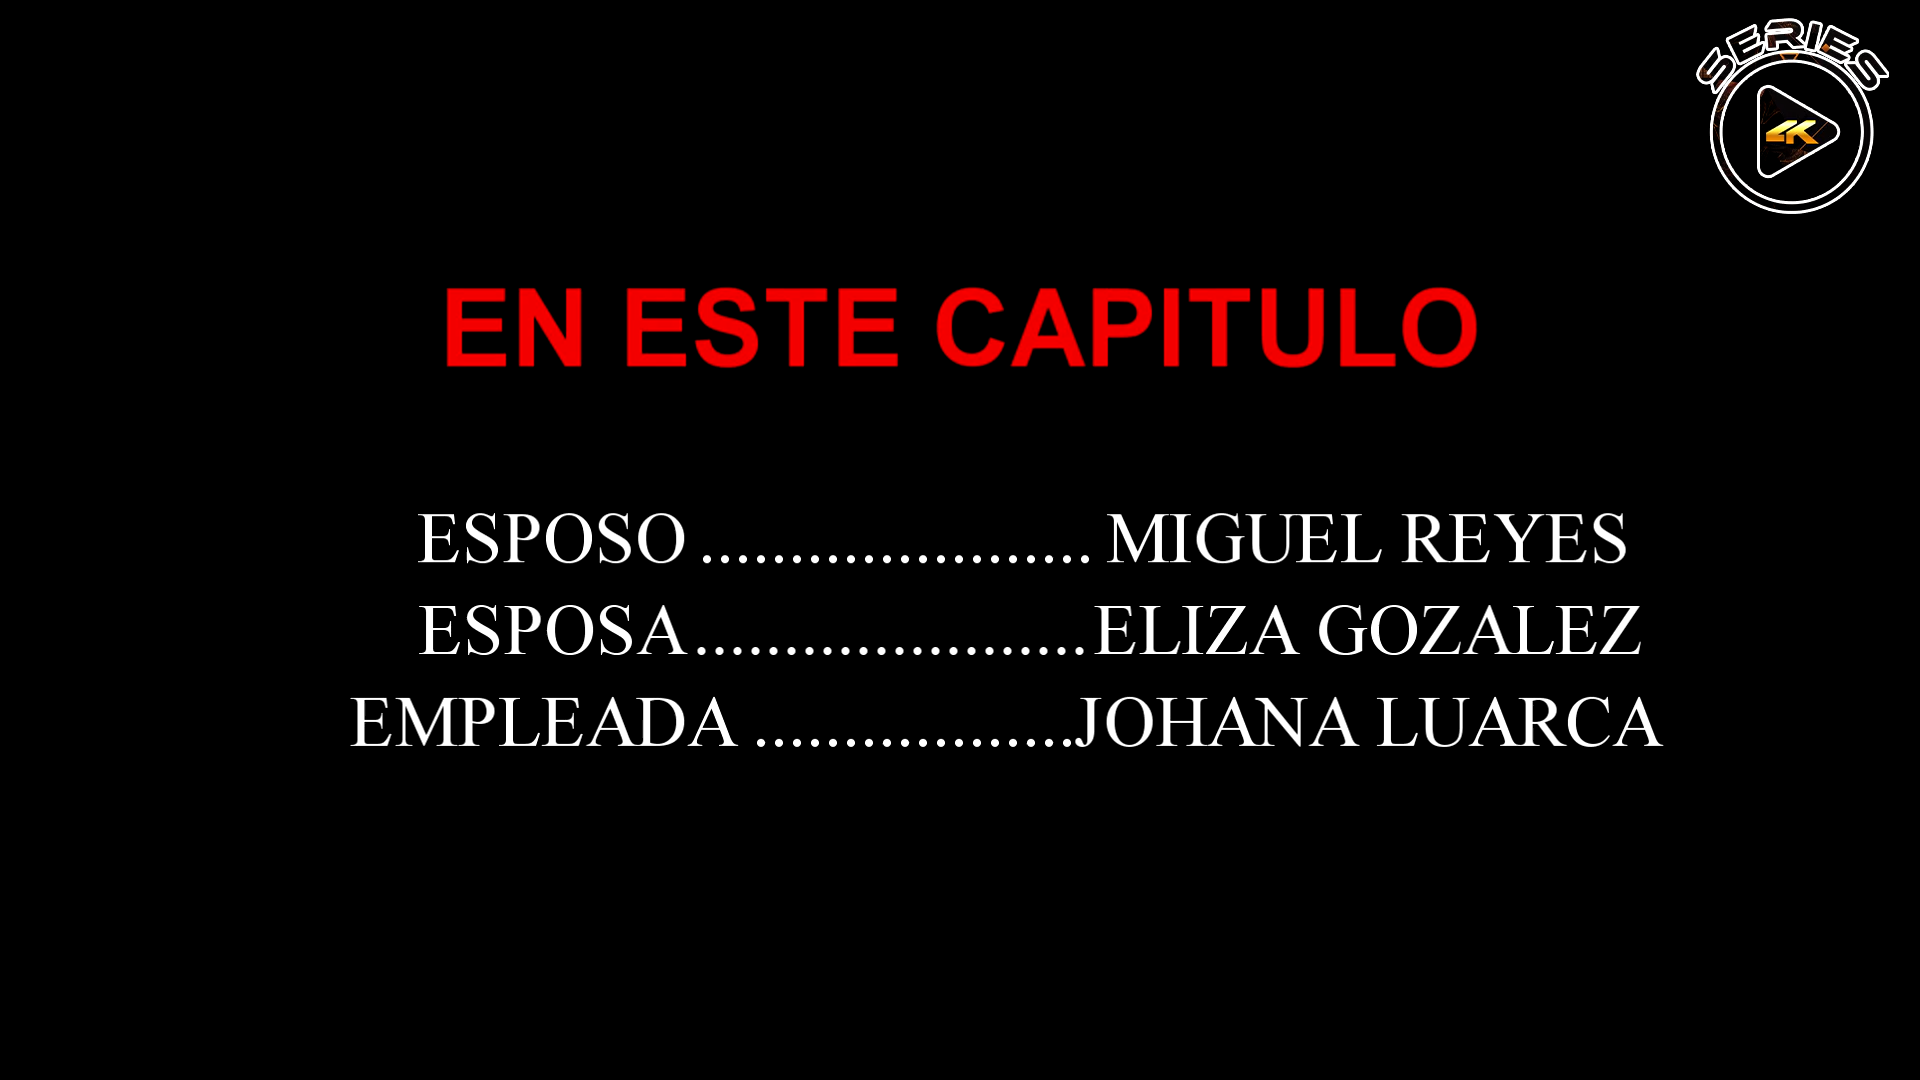 SERIES
4K
EN ESTE CAPITULO
ESPOSO ...................... MIGUEL REYES
ESPOSA...................... ELIZA GOZALEZ
EMPLEADA ..................JOHANA LUARCA